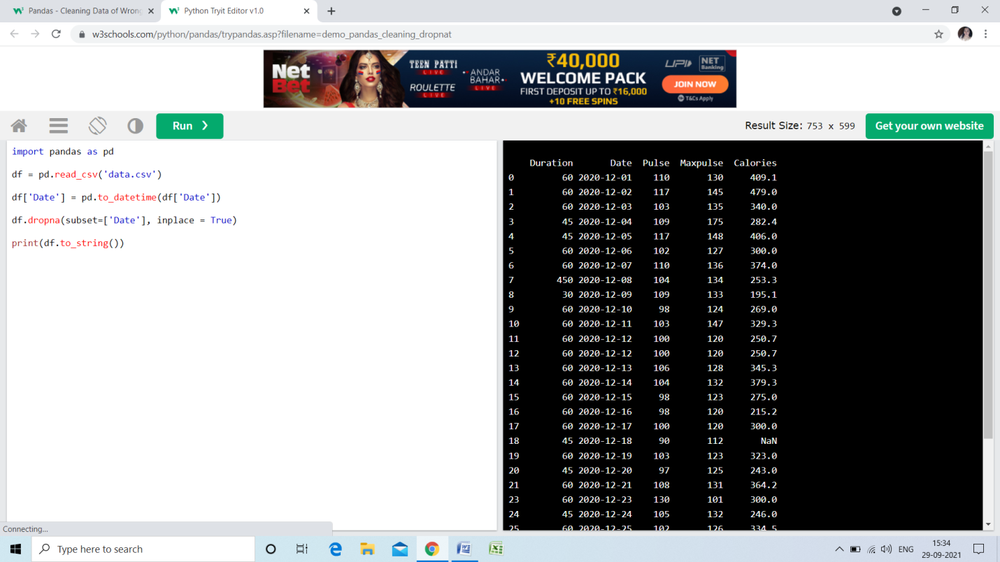 Pandas - Cleaning Data of Wrong
Python Tryit Editor v1.0
w3schools.com/python/pandas/trypandas.asp?filename=demo_pandas_cleaning_dropnat
Net
Bet
TEEN PATTI
LIVE
ROULETTE
LIVE
ANDAR
BAHAR
LIVE
₹40,000
WELCOME PACK
FIRST DEPOSIT UP TO ₹16,000
+10 FREE SPINS
UPI
NET
Banking
JOIN NOW
T&Cs Apply
Run ❯
Result Size: 753 x 599
Get your own website
import pandas as pd
df = pd.read_csv('data.csv')
df['Date'] = pd.to_datetime(df['Date'])
df.dropna(subset=['Date'], inplace = True)
print(df.to_string())
Duration Date Pulse Maxpulse Calories
0 60 2020-12-01 110 130 409.1
1 60 2020-12-02 117 145 479.0
2 60 2020-12-03 103 135 340.0
3 45 2020-12-04 109 175 282.4
4 45 2020-12-05 117 148 406.0
5 60 2020-12-06 102 127 300.0
6 60 2020-12-07 110 136 374.0
7 450 2020-12-08 104 134 253.3
8 30 2020-12-09 109 133 195.1
9 60 2020-12-10 98 124 269.0
10 60 2020-12-11 103 147 329.3
11 60 2020-12-12 100 120 250.7
12 60 2020-12-12 100 120 250.7
13 60 2020-12-13 106 128 345.3
14 60 2020-12-14 104 132 379.3
15 60 2020-12-15 98 123 275.0
16 60 2020-12-16 98 120 215.2
17 60 2020-12-17 100 120 300.0
18 45 2020-12-18 90 112 NaN
19 60 2020-12-19 103 123 323.0
20 45 2020-12-20 97 125 243.0
21 60 2020-12-21 108 131 364.2
23 60 2020-12-23 130 101 300.0
24 45 2020-12-24 105 132 246.0
25 60 2020-12-25 102 126 334.5
Connecting...
Type here to search
ENG
15:34
29-09-2021